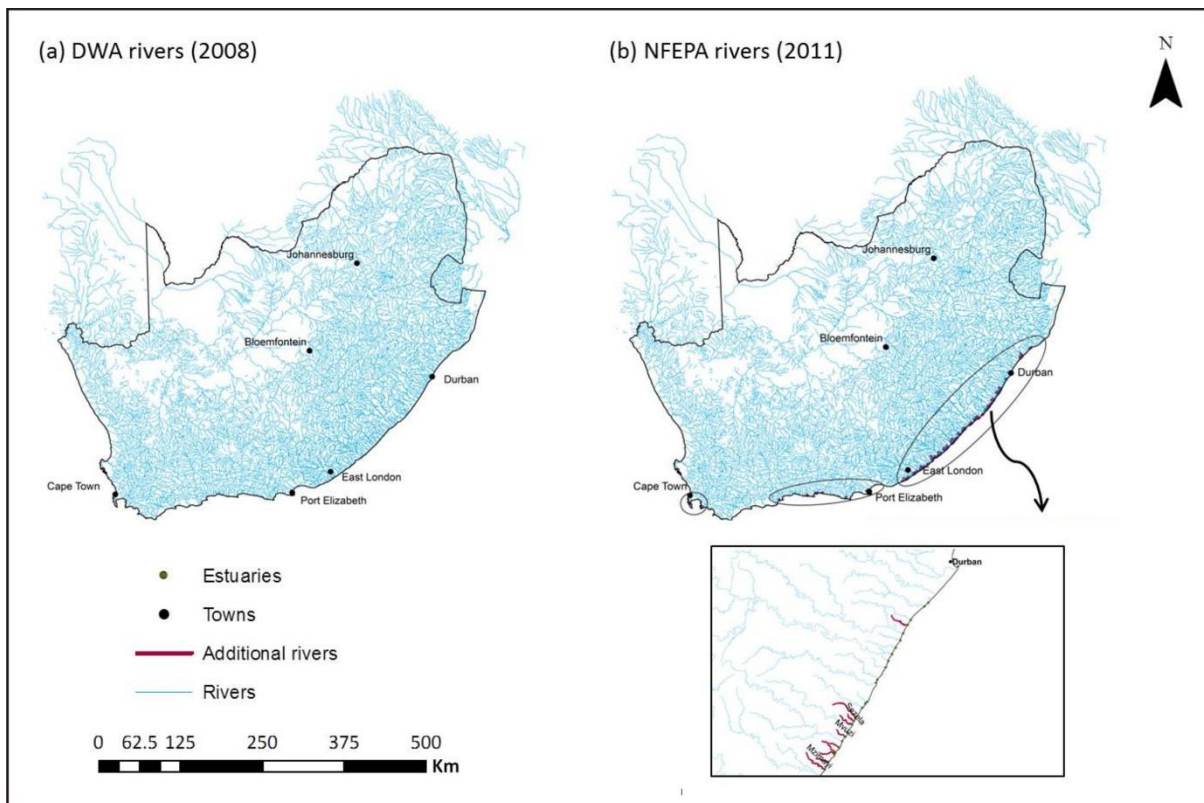 (a) DWA rivers (2008)
(b) NFEPA rivers (2011)
N
Johannesburg
Bloemfontein
Durban
East London
Cape Town
Port Elizabeth
Johannesburg
Bloemfontein
Durban
East London
Cape Town
Port Elizabeth
Estuaries
Towns
Additional rivers
Rivers
0 62.5 125 250 375 500 Km
Durban